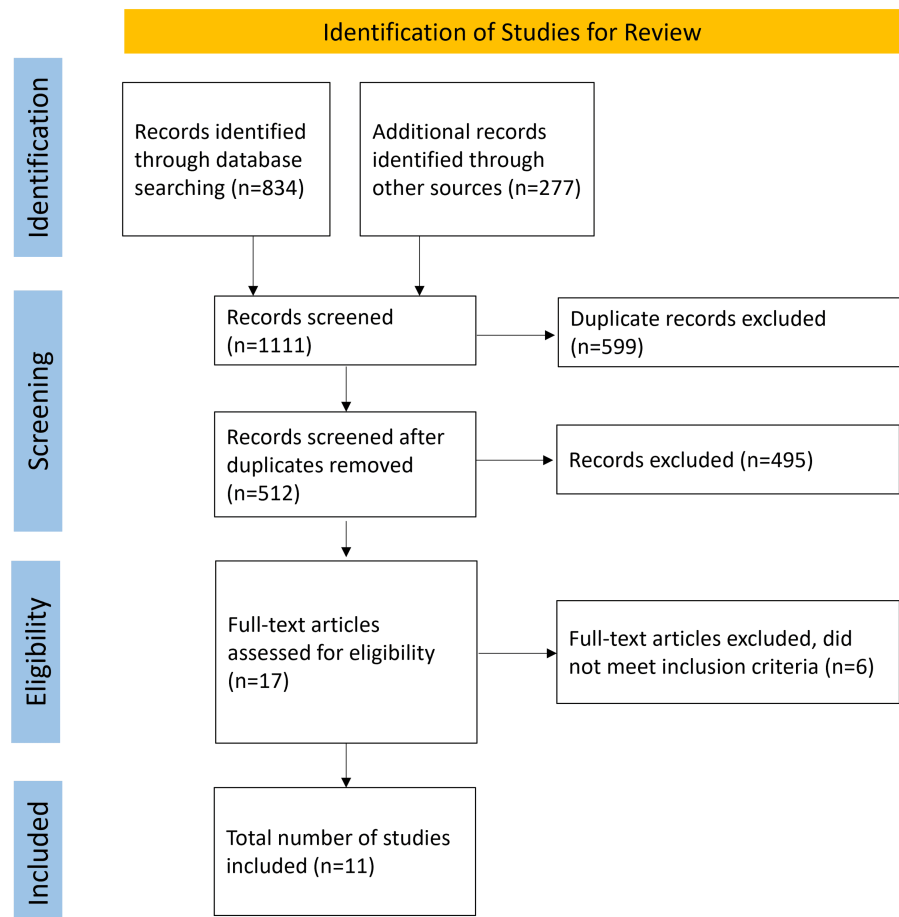 Identification of Studies for Review
Identification
Records identified
through database
searching (n=834)
Additional records
identified through
other sources (n=277)
Screening
Records screened
(n=1111)
Duplicate records excluded
(n=599)
Records screened after
duplicates removed
(n=512)
Records excluded (n=495)
Eligibility
Full-text articles
assessed for eligibility
(n=17)
Full-text articles excluded, did
not meet inclusion criteria (n=6)
Included
Total number of studies
included (n=11)